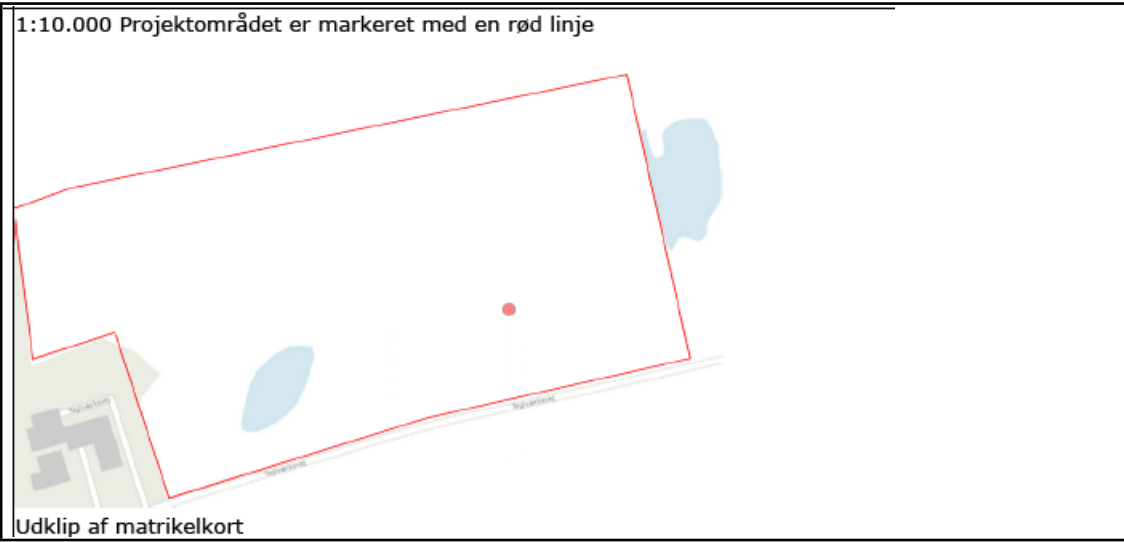 1:10.000 Projektområdet er markeret med en rød linje
Udklip af matrikelkort